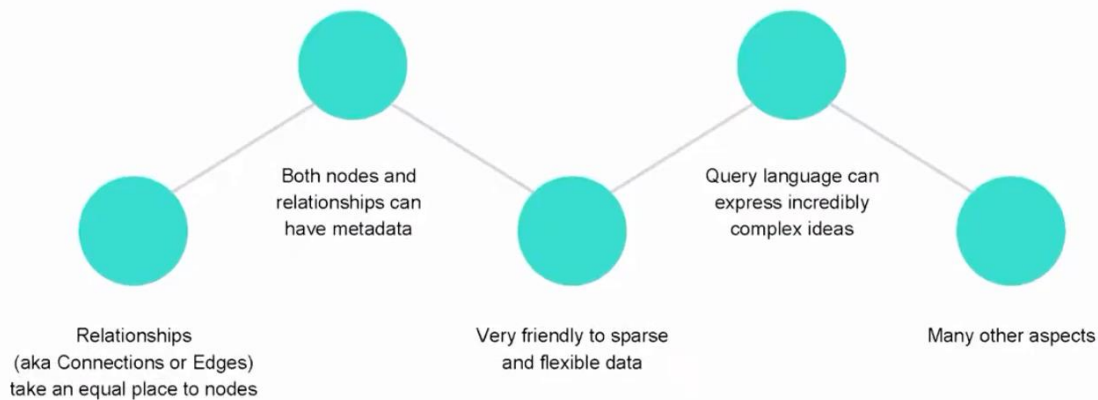 Relationships
(aka Connections or Edges)
take an equal place to nodes
Both nodes and
relationships can
have metadata
Very friendly to sparse
and flexible data
Query language can
express incredibly
complex ideas
Many other aspects